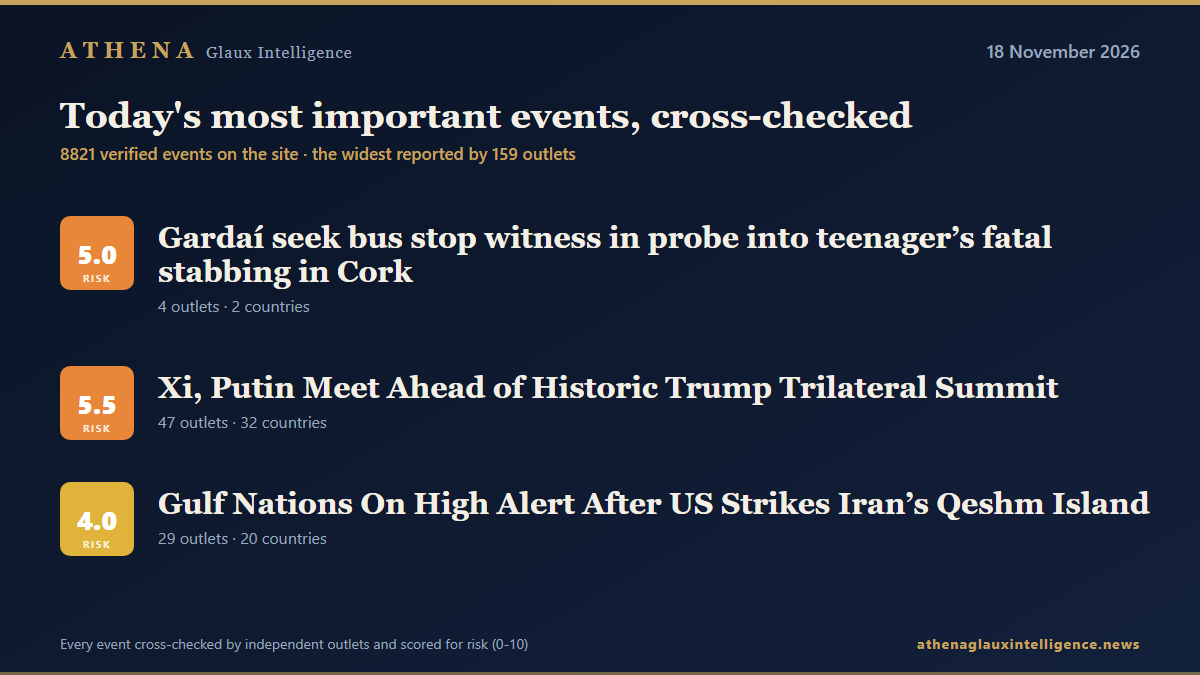 ATHENA Glaux Intelligence
18 November 2026
Today's most important events, cross-checked
8821 verified events on the site · the widest reported by 159 outlets
5.0
RISK
Gardaí seek bus stop witness in probe into teenager’s fatal
stabbing in Cork
4 outlets · 2 countries
5.5
RISK
Xi, Putin Meet Ahead of Historic Trump Trilateral Summit
47 outlets · 32 countries
4.0
RISK
Gulf Nations On High Alert After US Strikes Iran’s Qeshm Island
29 outlets · 20 countries
Every event cross-checked by independent outlets and scored for risk (0-10)
athenaglauxintelligence.news